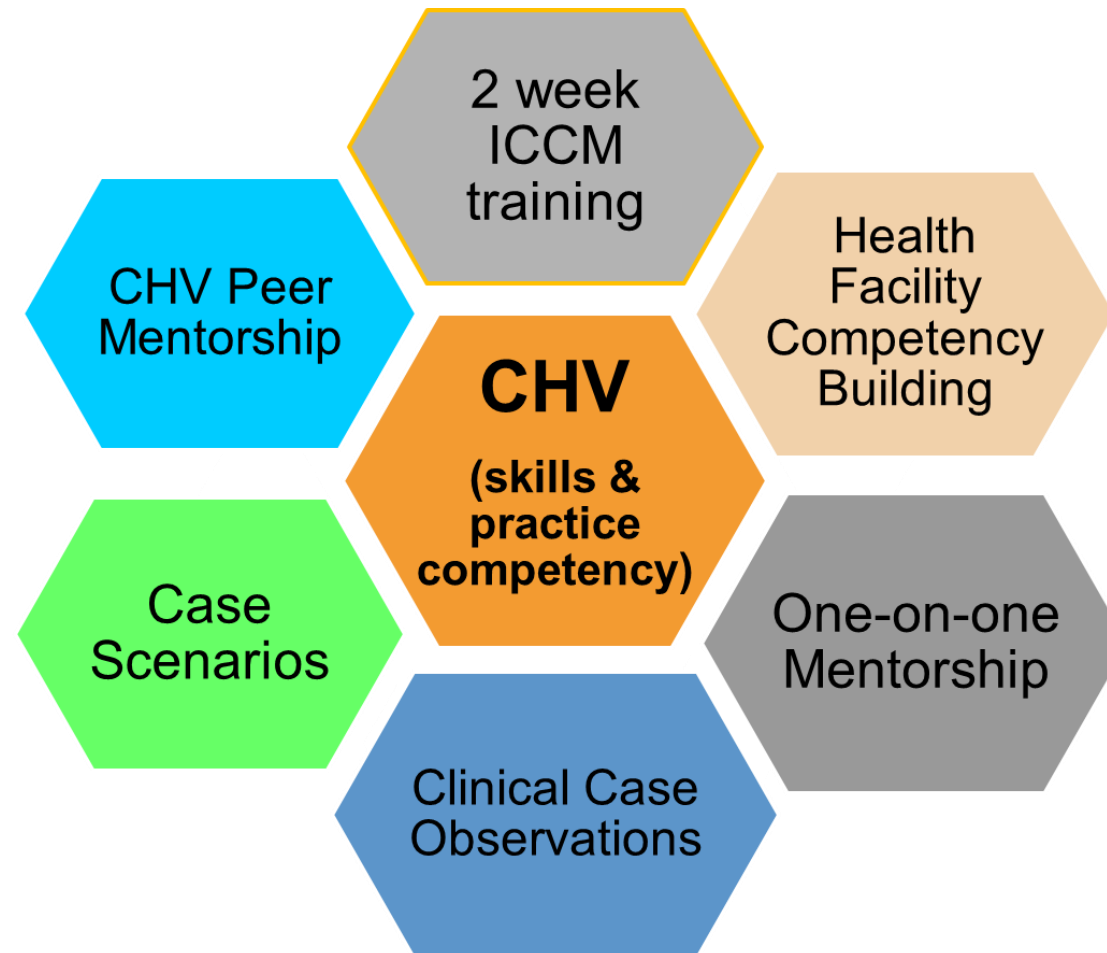 2 week
ICCM
training
CHV Peer
Mentorship
Health
Facility
Competency
Building
CHV
(skills &
practice
competency)
Case
Scenarios
One-on-one
Mentorship
Clinical Case
Observations